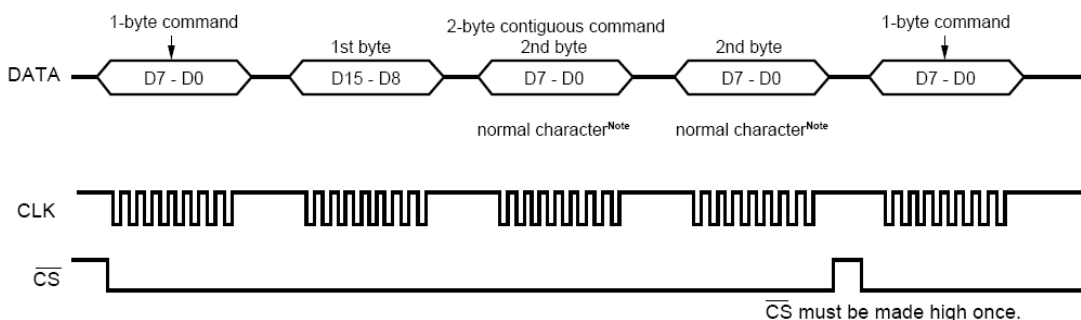 1-byte command
2-byte contiguous command
1-byte command
1st byte
2nd byte
2nd byte
DATA
D7 - D0
D15 - D8
D7 - D0
D7 - D0
D7 - D0
normal characterNote
normal characterNote
CLK
CS
CS must be made high once.